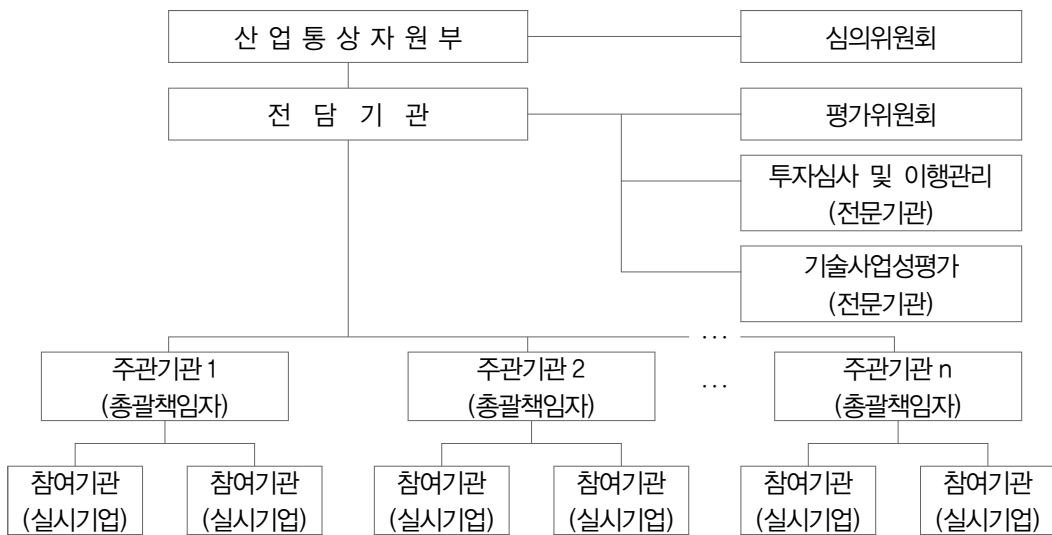 산 업 통 상 자 원 부
심의위원회
전 담 기 관
평가위원회
투자심사 및 이행관리
(전문기관)
기술사업성평가
(전문기관)
···
주관기관 1
(총괄책임자)
주관기관 2
(총괄책임자)
···
주관기관 n
(총괄책임자)
참여기관
(실시기업)
참여기관
(실시기업)
참여기관
(실시기업)
참여기관
(실시기업)
참여기관
(실시기업)
참여기관
(실시기업)